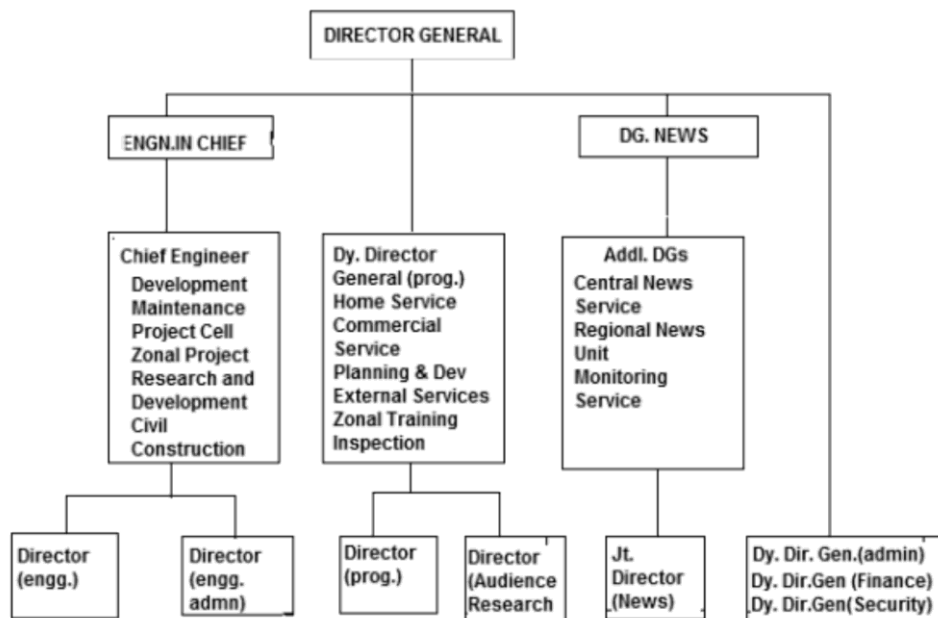 DIRECTOR GENERAL
ENGN.IN CHIEF
DG. NEWS
Chief Engineer
Development
Maintenance
Project Cell
Zonal Project
Research and
Development
Civil
Construction
Dy. Director
General (prog.)
Home Service
Commercial
Service
Planning & Dev
External Services
Zonal Training
Inspection
Addl. DGs
Central News
Service
Regional News
Unit
Monitoring
Service
Director
(engg.)
Director
(engg.
admn)
Director
(prog.)
Director
(Audience
Research
Jt.
Director
(News)
Dy. Dir. Gen.(admin)
Dy. Dir.Gen (Finance)
Dy. Dir.Gen(Security)